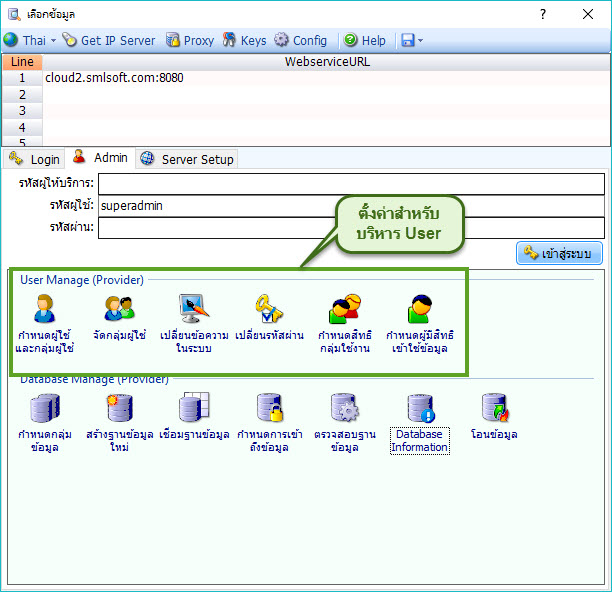 เลือกข้อมูล
?
Thai Get IP Server Proxy Keys Config Help
Line WebserviceURL
1 cloud2.smlsoft.com:8080
2
3
4
5
Login Admin Server Setup
รหัสผู้ให้บริการ:
รหัสผู้ใช้: superadmin
รหัสผ่าน:
ตั้งค่าสำหรับ
บริหาร User
เข้าสู่ระบบ
User Manage (Provider)
กำหนดผู้ใช้ จัดกลุ่มผู้ใช้ เปลี่ยนข้อความ เปลี่ยนรหัสผ่าน กำหนดสิทธิ กำหนดผู้มีสิทธิ
และกลุ่มผู้ใช้ ในระบบ กลุ่มใช้งาน เข้าใช้ข้อมูล
Database Manage (Provider)
กำหนดกลุ่ม สร้างฐานข้อมูล เชื่อมฐานข้อมูล กำหนดการเข้า ตรวจสอบฐาน Database โอนข้อมูล
ข้อมูล ใหม่ ถึงข้อมูล ข้อมูล Information